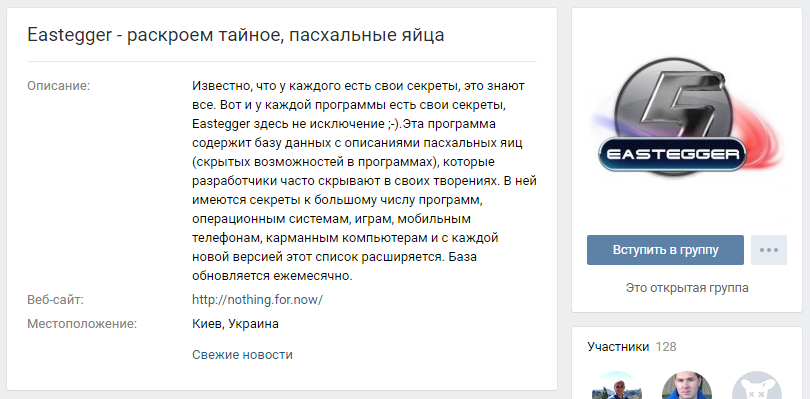 Eastegger - раскроем тайное, пасхальные яйца
Описание:
Известно, что у каждого есть свои секреты, это знают
все. Вот и у каждой программы есть свои секреты,
Eastegger здесь не исключение ;-).Эта программа
содержит базу данных с описаниями пасхальных яиц
(скрытых возможностей в программах), которые
разработчики часто скрывают в своих творениях. В ней
имеются секреты к большому числу программ,
операционным системам, играм, мобильным
телефонам, карманным компьютерам и с каждой
новой версией этот список расширяется. База
обновляется ежемесячно.
Веб-сайт: http://nothing.for.now/
Местоположение: Киев, Украина
Свежие новости
EASTEGGER
Вступить в группу
Это открытая группа
Участники 128